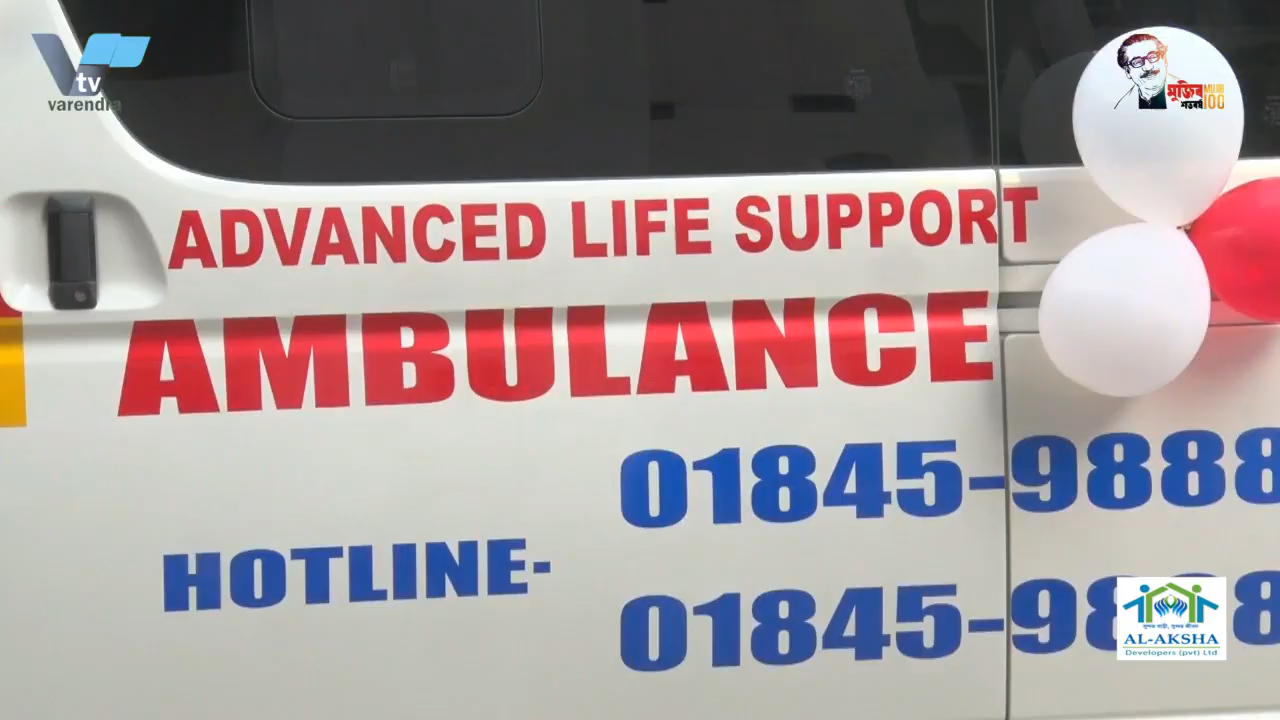 tv
varendra
মুজিব
শতবর্ষ
MUJIB
100
ADVANCED LIFE SUPPORT
AMBULANCE
01845-9888
HOTLINE-
01845-98
8
AL-AKSHA
Developers (pvt) Ltd